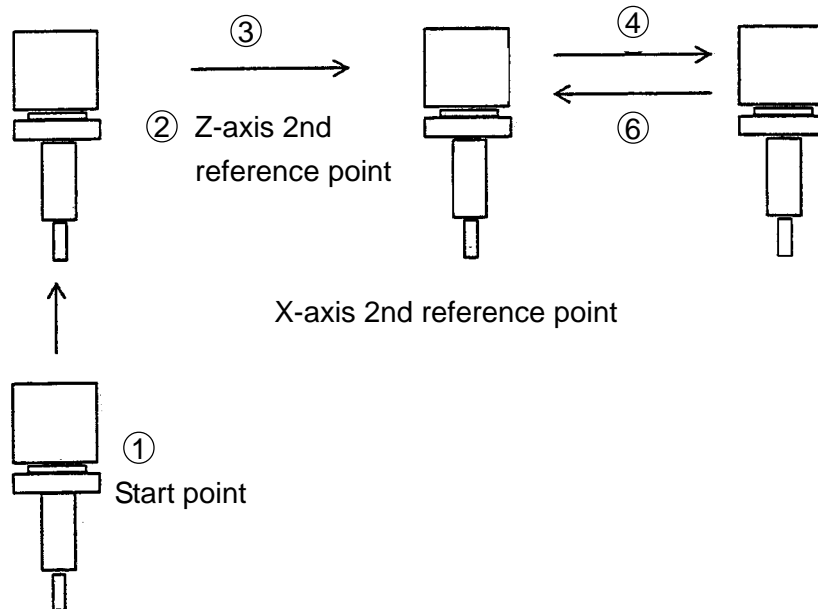 ③
④
② Z-axis 2nd
reference point
⑥
X-axis 2nd reference point
①
Start point